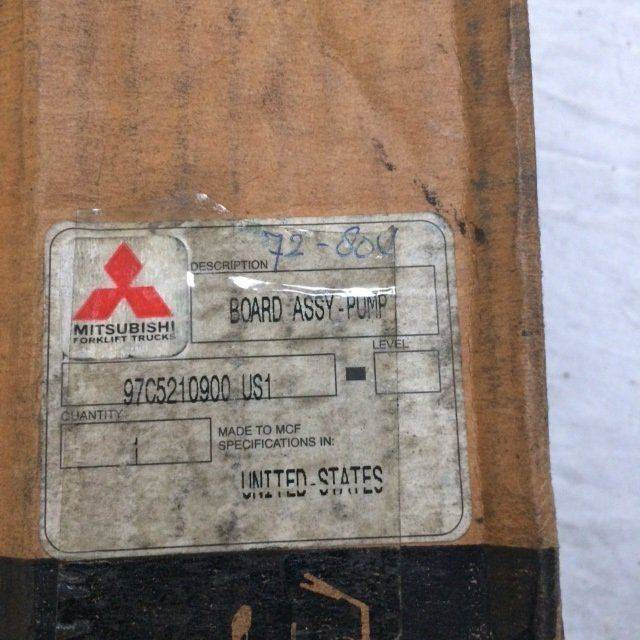 72-80V
DESCRIPTION
BOARD ASSY-PUMP
MITSUBISHI
FORKLIFT TRUCKS
LEVEL
97C5210900 US1
QUANTITY
1
MADE TO MCF
SPECIFICATIONS IN:
UNITED-STATES